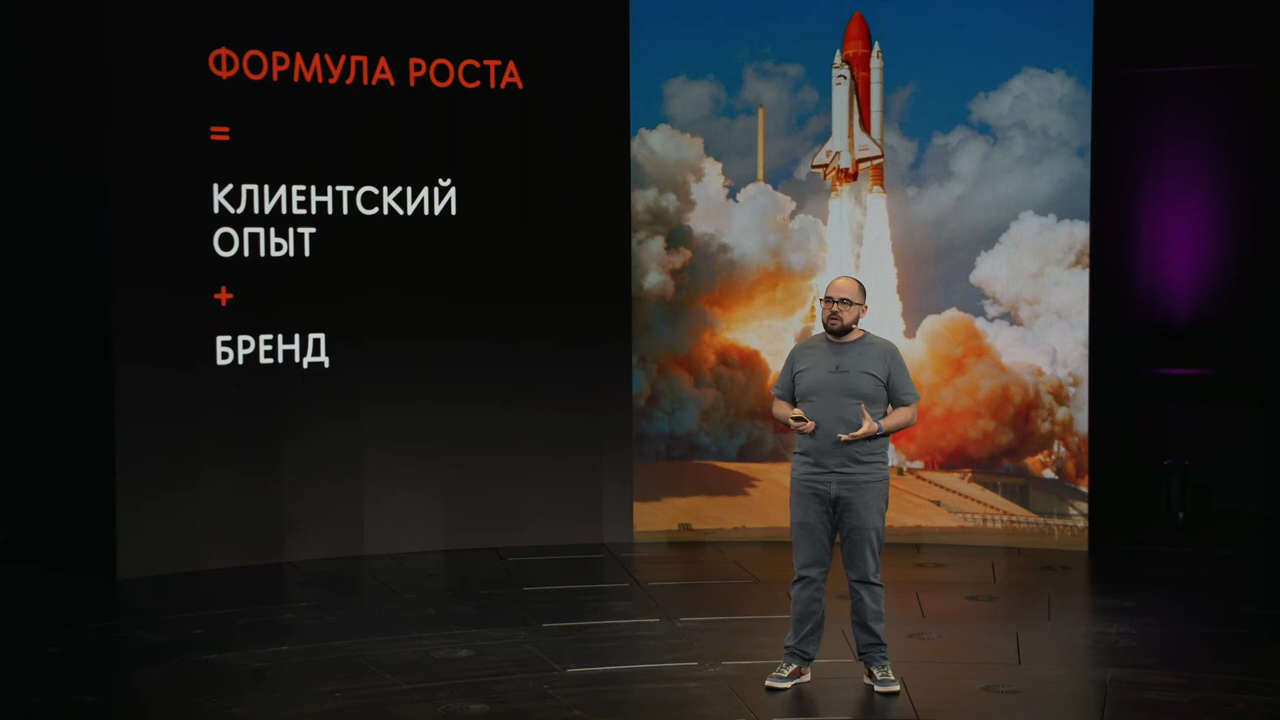 ФОРМУЛА РОСТА
=
КЛИЕНТСКИЙ
ОПЫТ
+
БРЕНД